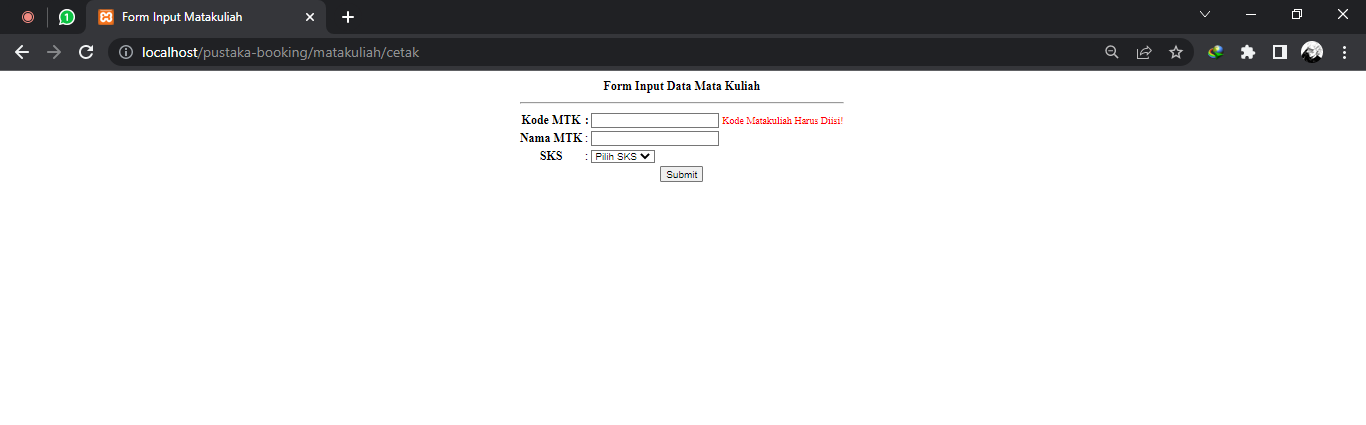 1
Form Input Matakuliah
localhost/pustaka-booking/matakuliah/cetak
Form Input Data Mata Kuliah
Kode MTK : Kode Matakuliah Harus Diisi!
Nama MTK :
SKS : Pilih SKS
Submit